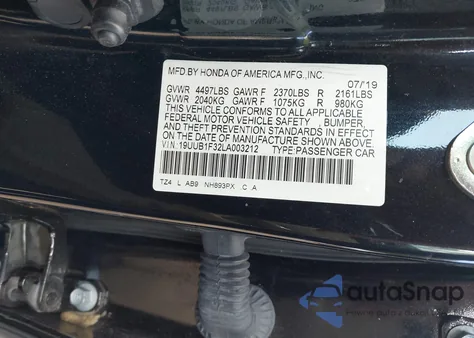 MFD.BY HONDA OF AMERICA MFG.,INC. 07/19
GVWR 4497LBS GAWR F 2370LBS R 2161LBS
GVWR 2040KG GAWR F 1075KG R 980KG
THIS VEHICLE CONFORMS TO ALL APPLICABLE
FEDERAL MOTOR VEHICLE SAFETY , BUMPER,
AND THEFT PREVENTION STANDARDS IN EFFECT
ON THE DATE OF MANUFACTURE SHOWN ABOVE.
V.I.N:19UUB1F32LA003212 TYPE:PASSENGER CAR
TZ4 L AB9 NH893PX .C .A
autoSnap